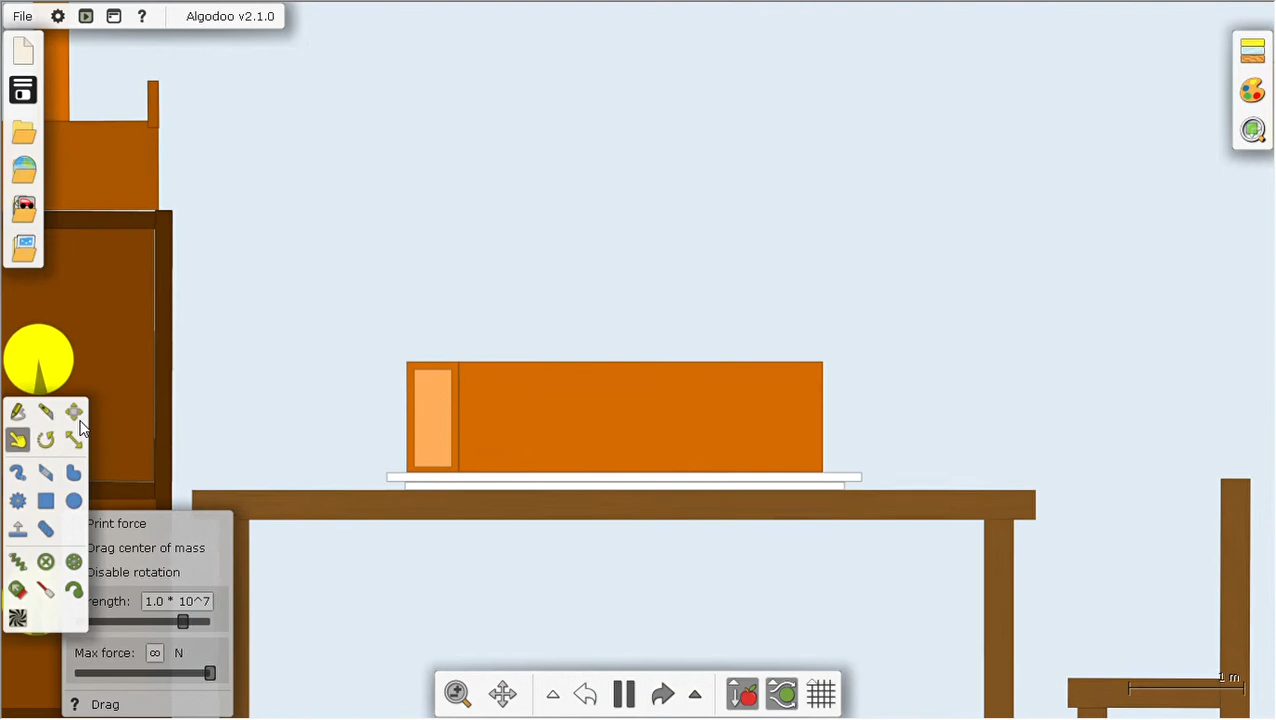 File ? Algodoo v2.1.0
Print force
Drag center of mass
Disable rotation
rength: 1.0 * 10^7
Max force: ∞ N
? Drag
1 m